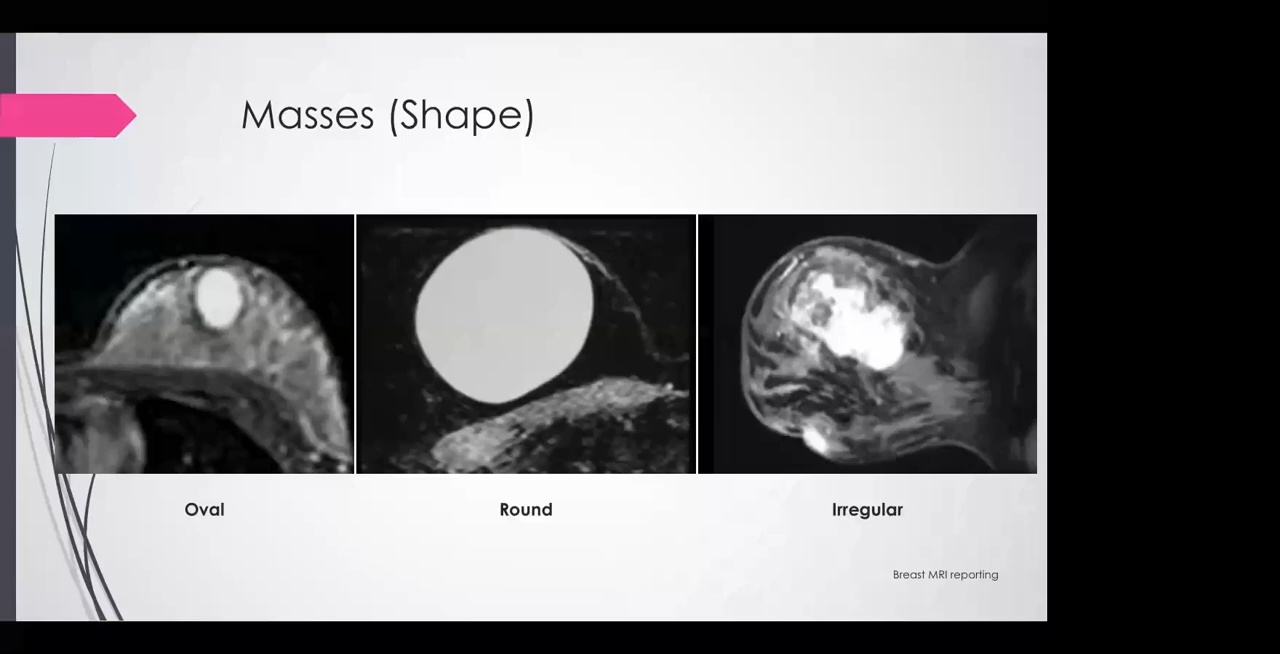 Masses (Shape)
Oval
Round
Irregular
Breast MRI reporting